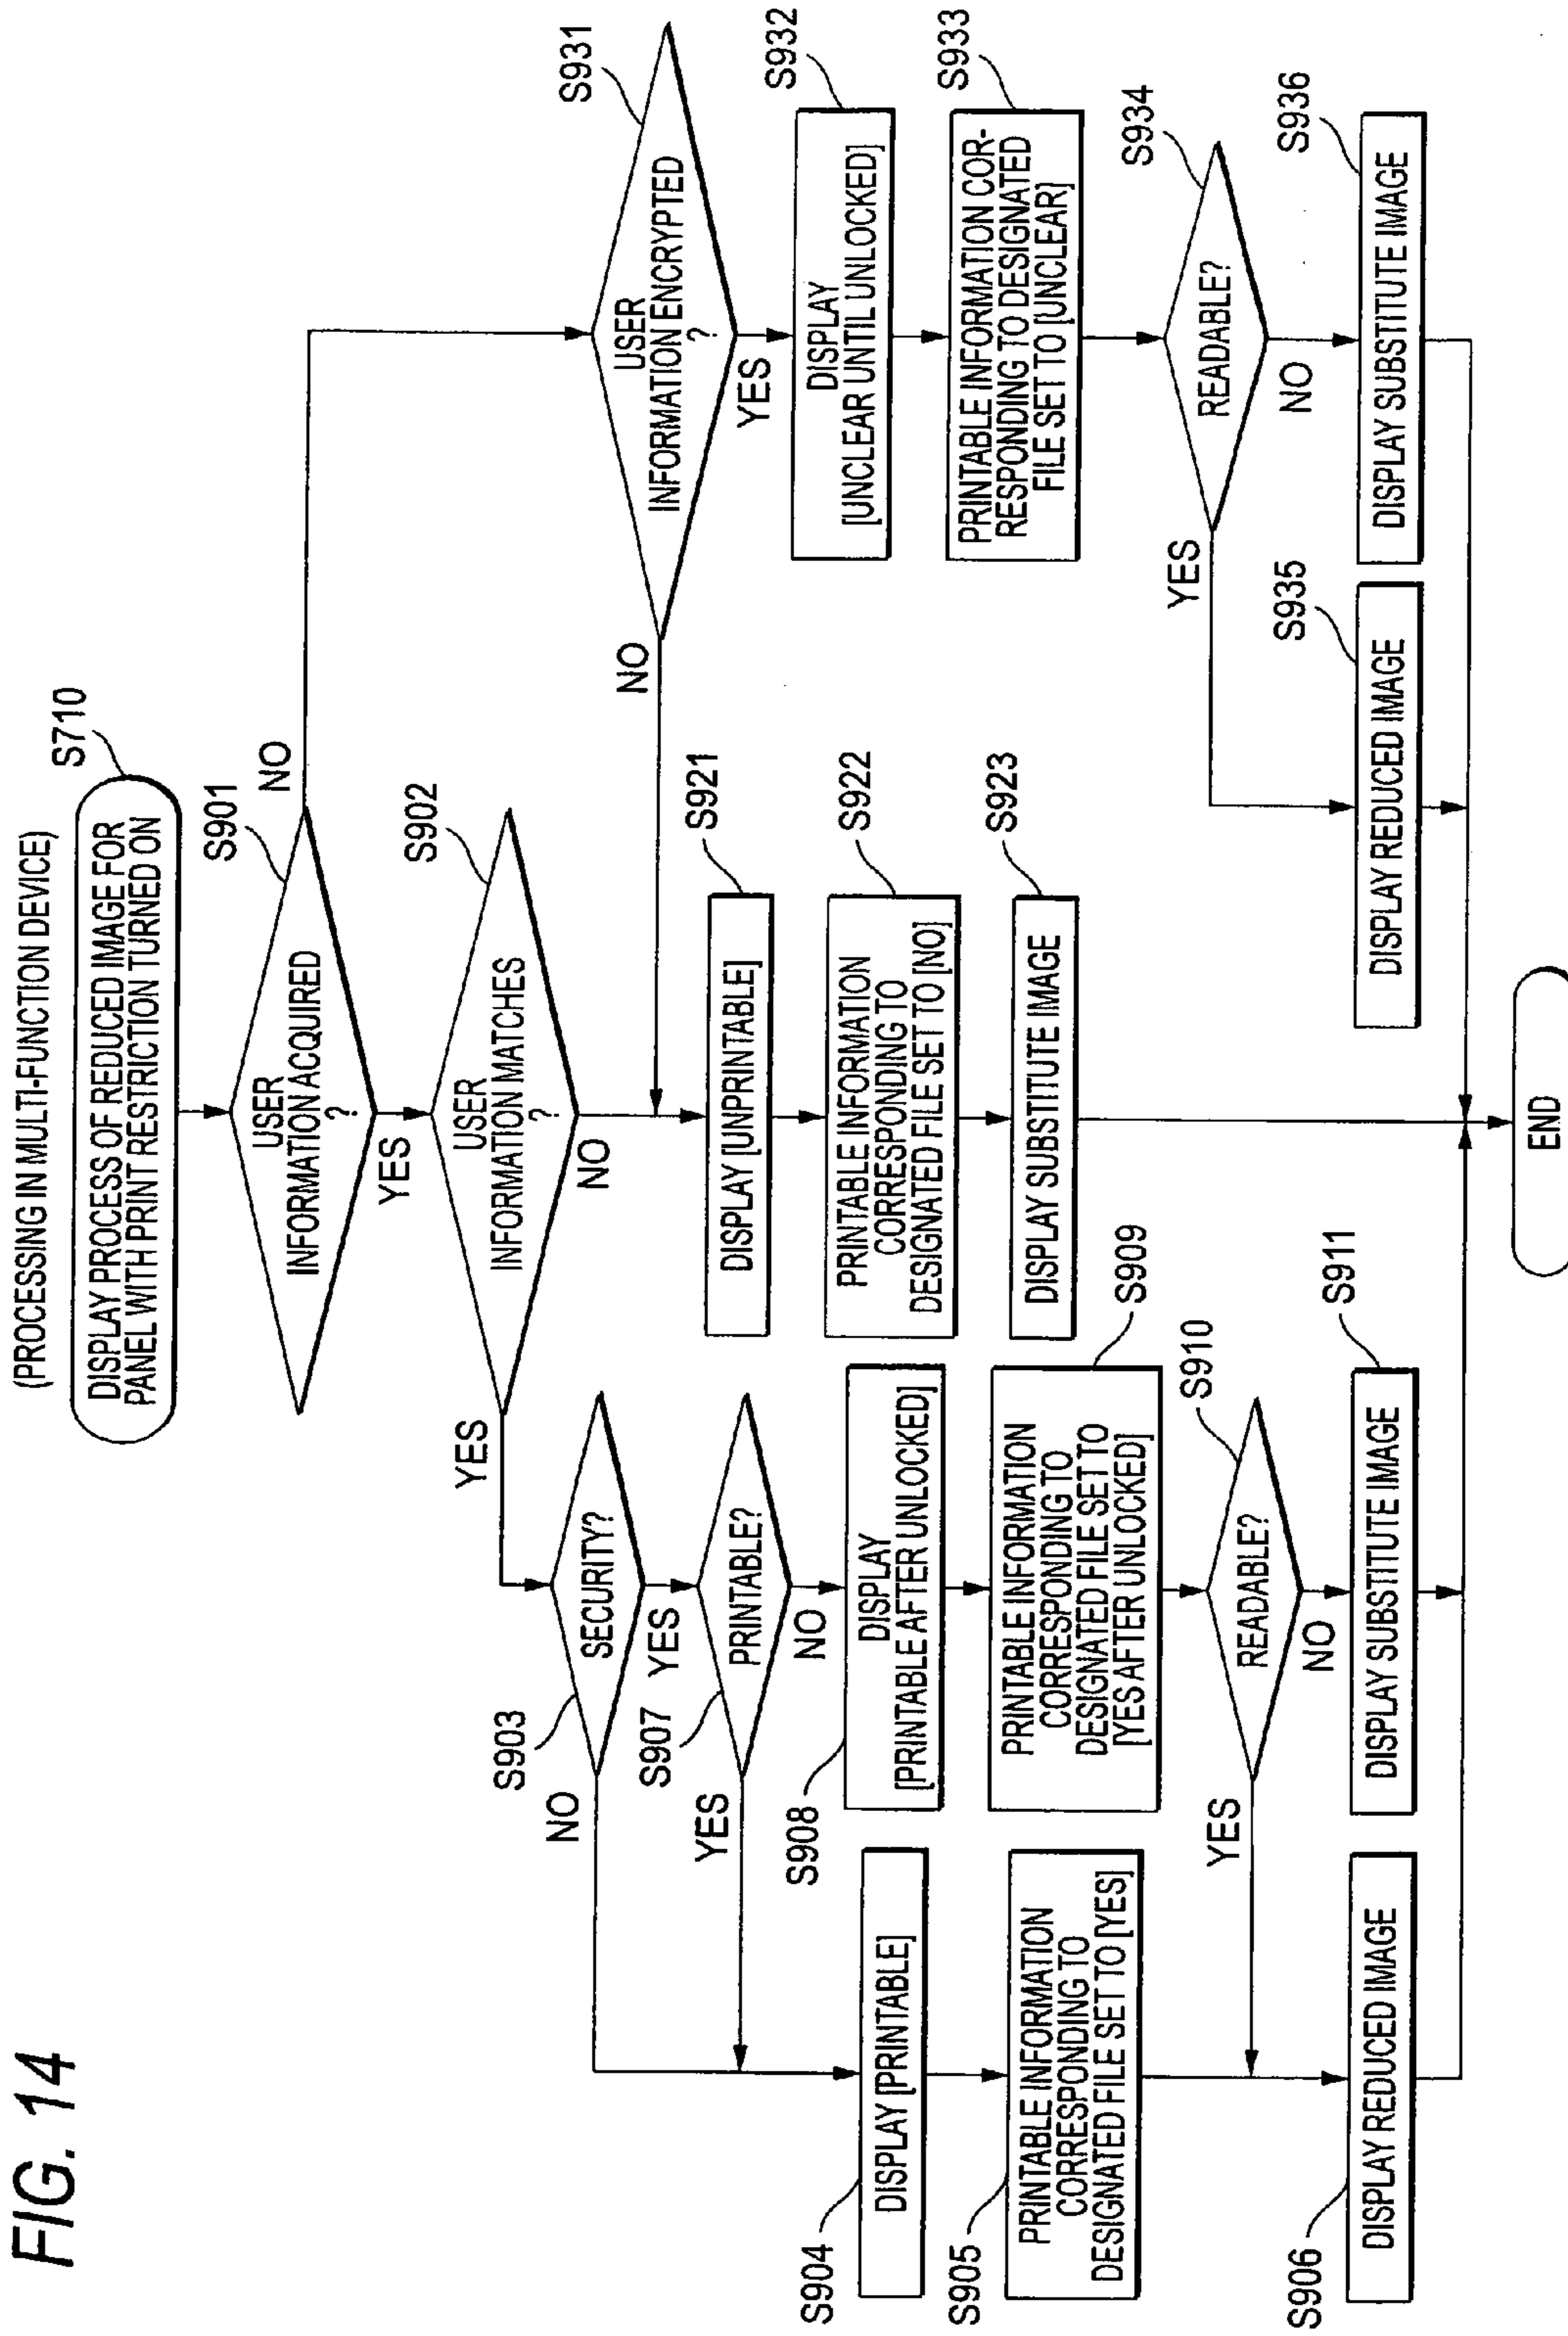 FIG. 14
(PROCESSING IN MULTI-FUNCTION DEVICE)
DISPLAY PROCESS OF REDUCED IMAGE FOR
PANEL WITH PRINT RESTRICTION TURNED ON
S710
USER
INFORMATION ACQUIRED
?
S901
NO
YES
USER
INFORMATION MATCHES
?
S902
YES
NO
USER
INFORMATION ENCRYPTED
?
S931
NO
YES
SECURITY?
S903
NO
YES
PRINTABLE?
S907
YES
NO
DISPLAY [UNPRINTABLE]
S921
DISPLAY
[UNCLEAR UNTIL UNLOCKED]
S932
S904
DISPLAY [PRINTABLE]
S908
DISPLAY
[PRINTABLE AFTER UNLOCKED]
PRINTABLE INFORMATION
CORRESPONDING TO
DESIGNATED FILE SET TO [NO]
S922
PRINTABLE INFORMATION COR-
RESPONDING TO DESIGNATED
FILE SET TO [UNCLEAR]
S933
S905
PRINTABLE INFORMATION
CORRESPONDING TO
DESIGNATED FILE SET TO [YES]
PRINTABLE INFORMATION
CORRESPONDING TO
DESIGNATED FILE SET TO
[YES AFTER UNLOCKED]
S909
DISPLAY SUBSTITUTE IMAGE
S923
READABLE?
S934
YES
NO
READABLE?
S910
YES
NO
S906
DISPLAY REDUCED IMAGE
DISPLAY SUBSTITUTE IMAGE
S911
DISPLAY REDUCED IMAGE
S935
DISPLAY SUBSTITUTE IMAGE
S936
END